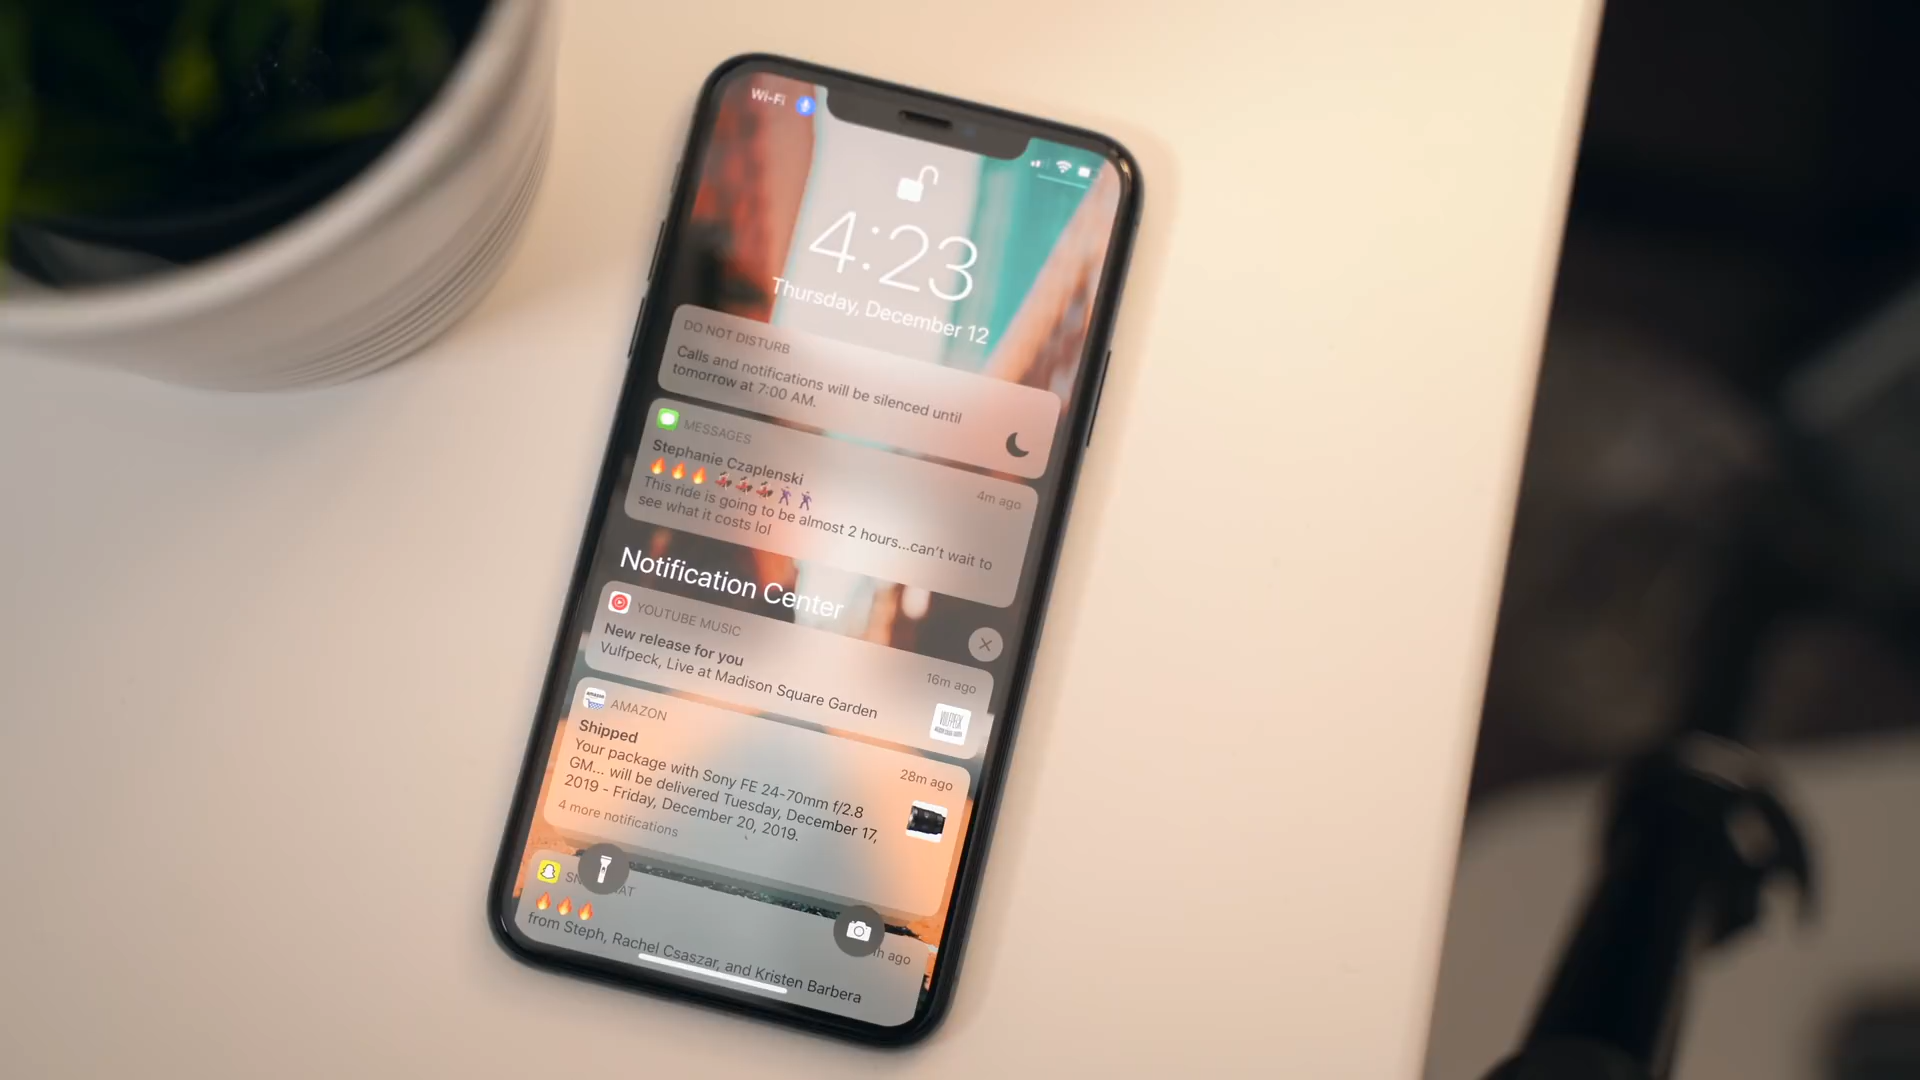 Wi-Fi
4:23
Thursday, December 12
DO NOT DISTURB
Calls and notifications will be silenced until
tomorrow at 7:00 AM.
MESSAGES
Stephanie Czaplenski
4m ago
🔥🔥🔥💃💃💃🕺🕺
This ride is going to be almost 2 hours...can't wait to
see what it costs lol
Notification Center
YOUTUBE MUSIC
New release for you
16m ago
Vulfpeck, Live at Madison Square Garden
VULFPECK
amazon
AMAZON
Shipped
28m ago
Your package with Sony FE 24-70mm f/2.8
GM... will be delivered Tuesday, December 17,
2019 - Friday, December 20, 2019.
4 more notifications
🔥🔥🔥
1h ago
from Steph, Rachel Csaszar, and Kristen Barbera